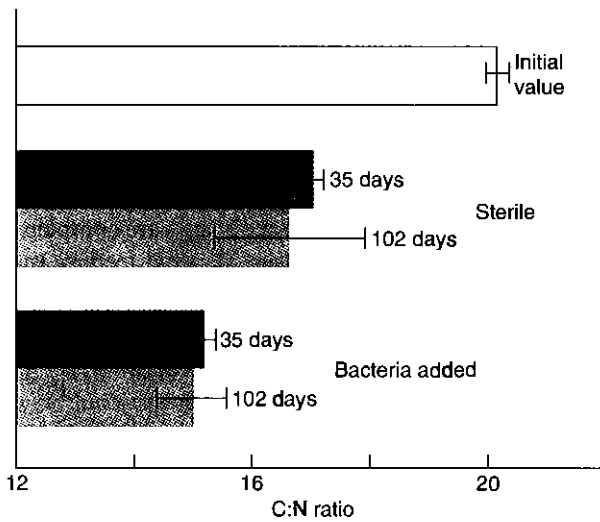 Initial
value
35 days
Sterile
102 days
35 days
Bacteria added
102 days
12 16 20
C:N ratio